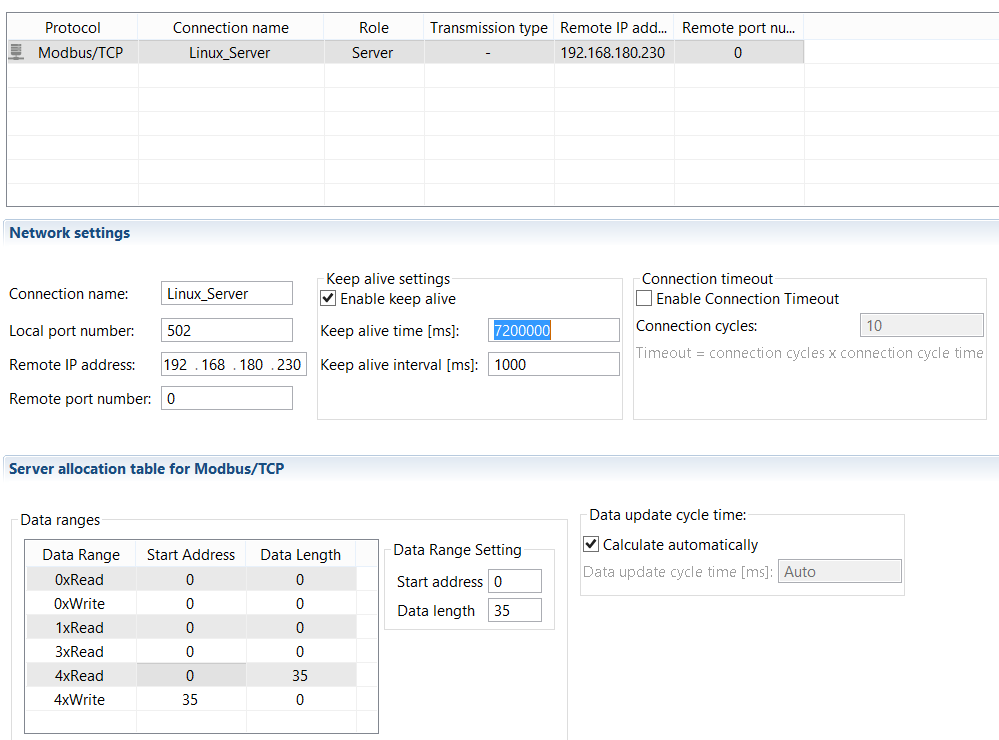 Protocol Connection name Role Transmission type Remote IP add... Remote port nu...
Modbus/TCP Linux_Server Server - 192.168.180.230 0
Network settings
Keep alive settings Connection timeout
Connection name: Linux_Server Enable keep alive Enable Connection Timeout
Local port number: 502 Keep alive time [ms]: 7200000 Connection cycles: 10
Timeout = connection cycles x connection cycle time
Remote IP address: 192 . 168 . 180 . 230 Keep alive interval [ms]: 1000
Remote port number: 0
Server allocation table for Modbus/TCP
Data ranges Data update cycle time:
Data Range Start Address Data Length Data Range Setting Calculate automatically
0xRead 0 0 Start address 0 Data update cycle time [ms]: Auto
0xWrite 0 0 Data length 35
1xRead 0 0
3xRead 0 0
4xRead 0 35
4xWrite 35 0